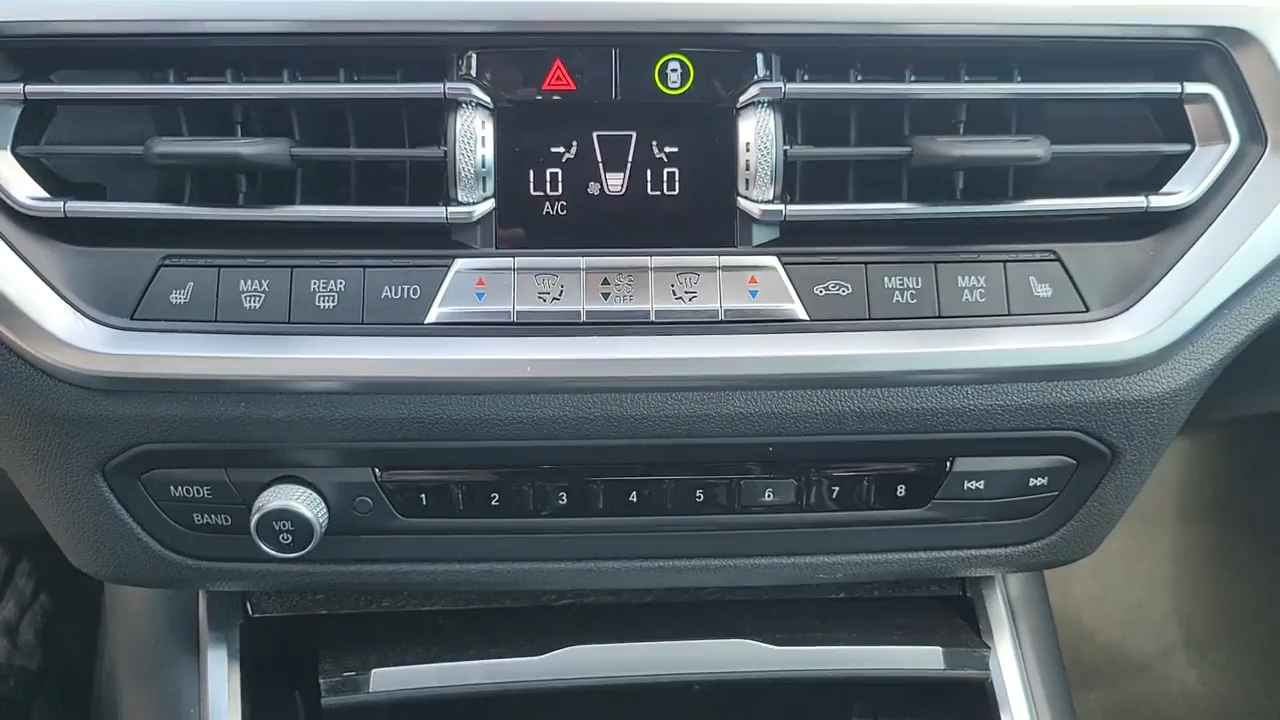 LO LO
A/C
MAX REAR AUTO OFF MENU A/C MAX A/C
MODE
BAND
VOL
1 2 3 4 5 6 7 8